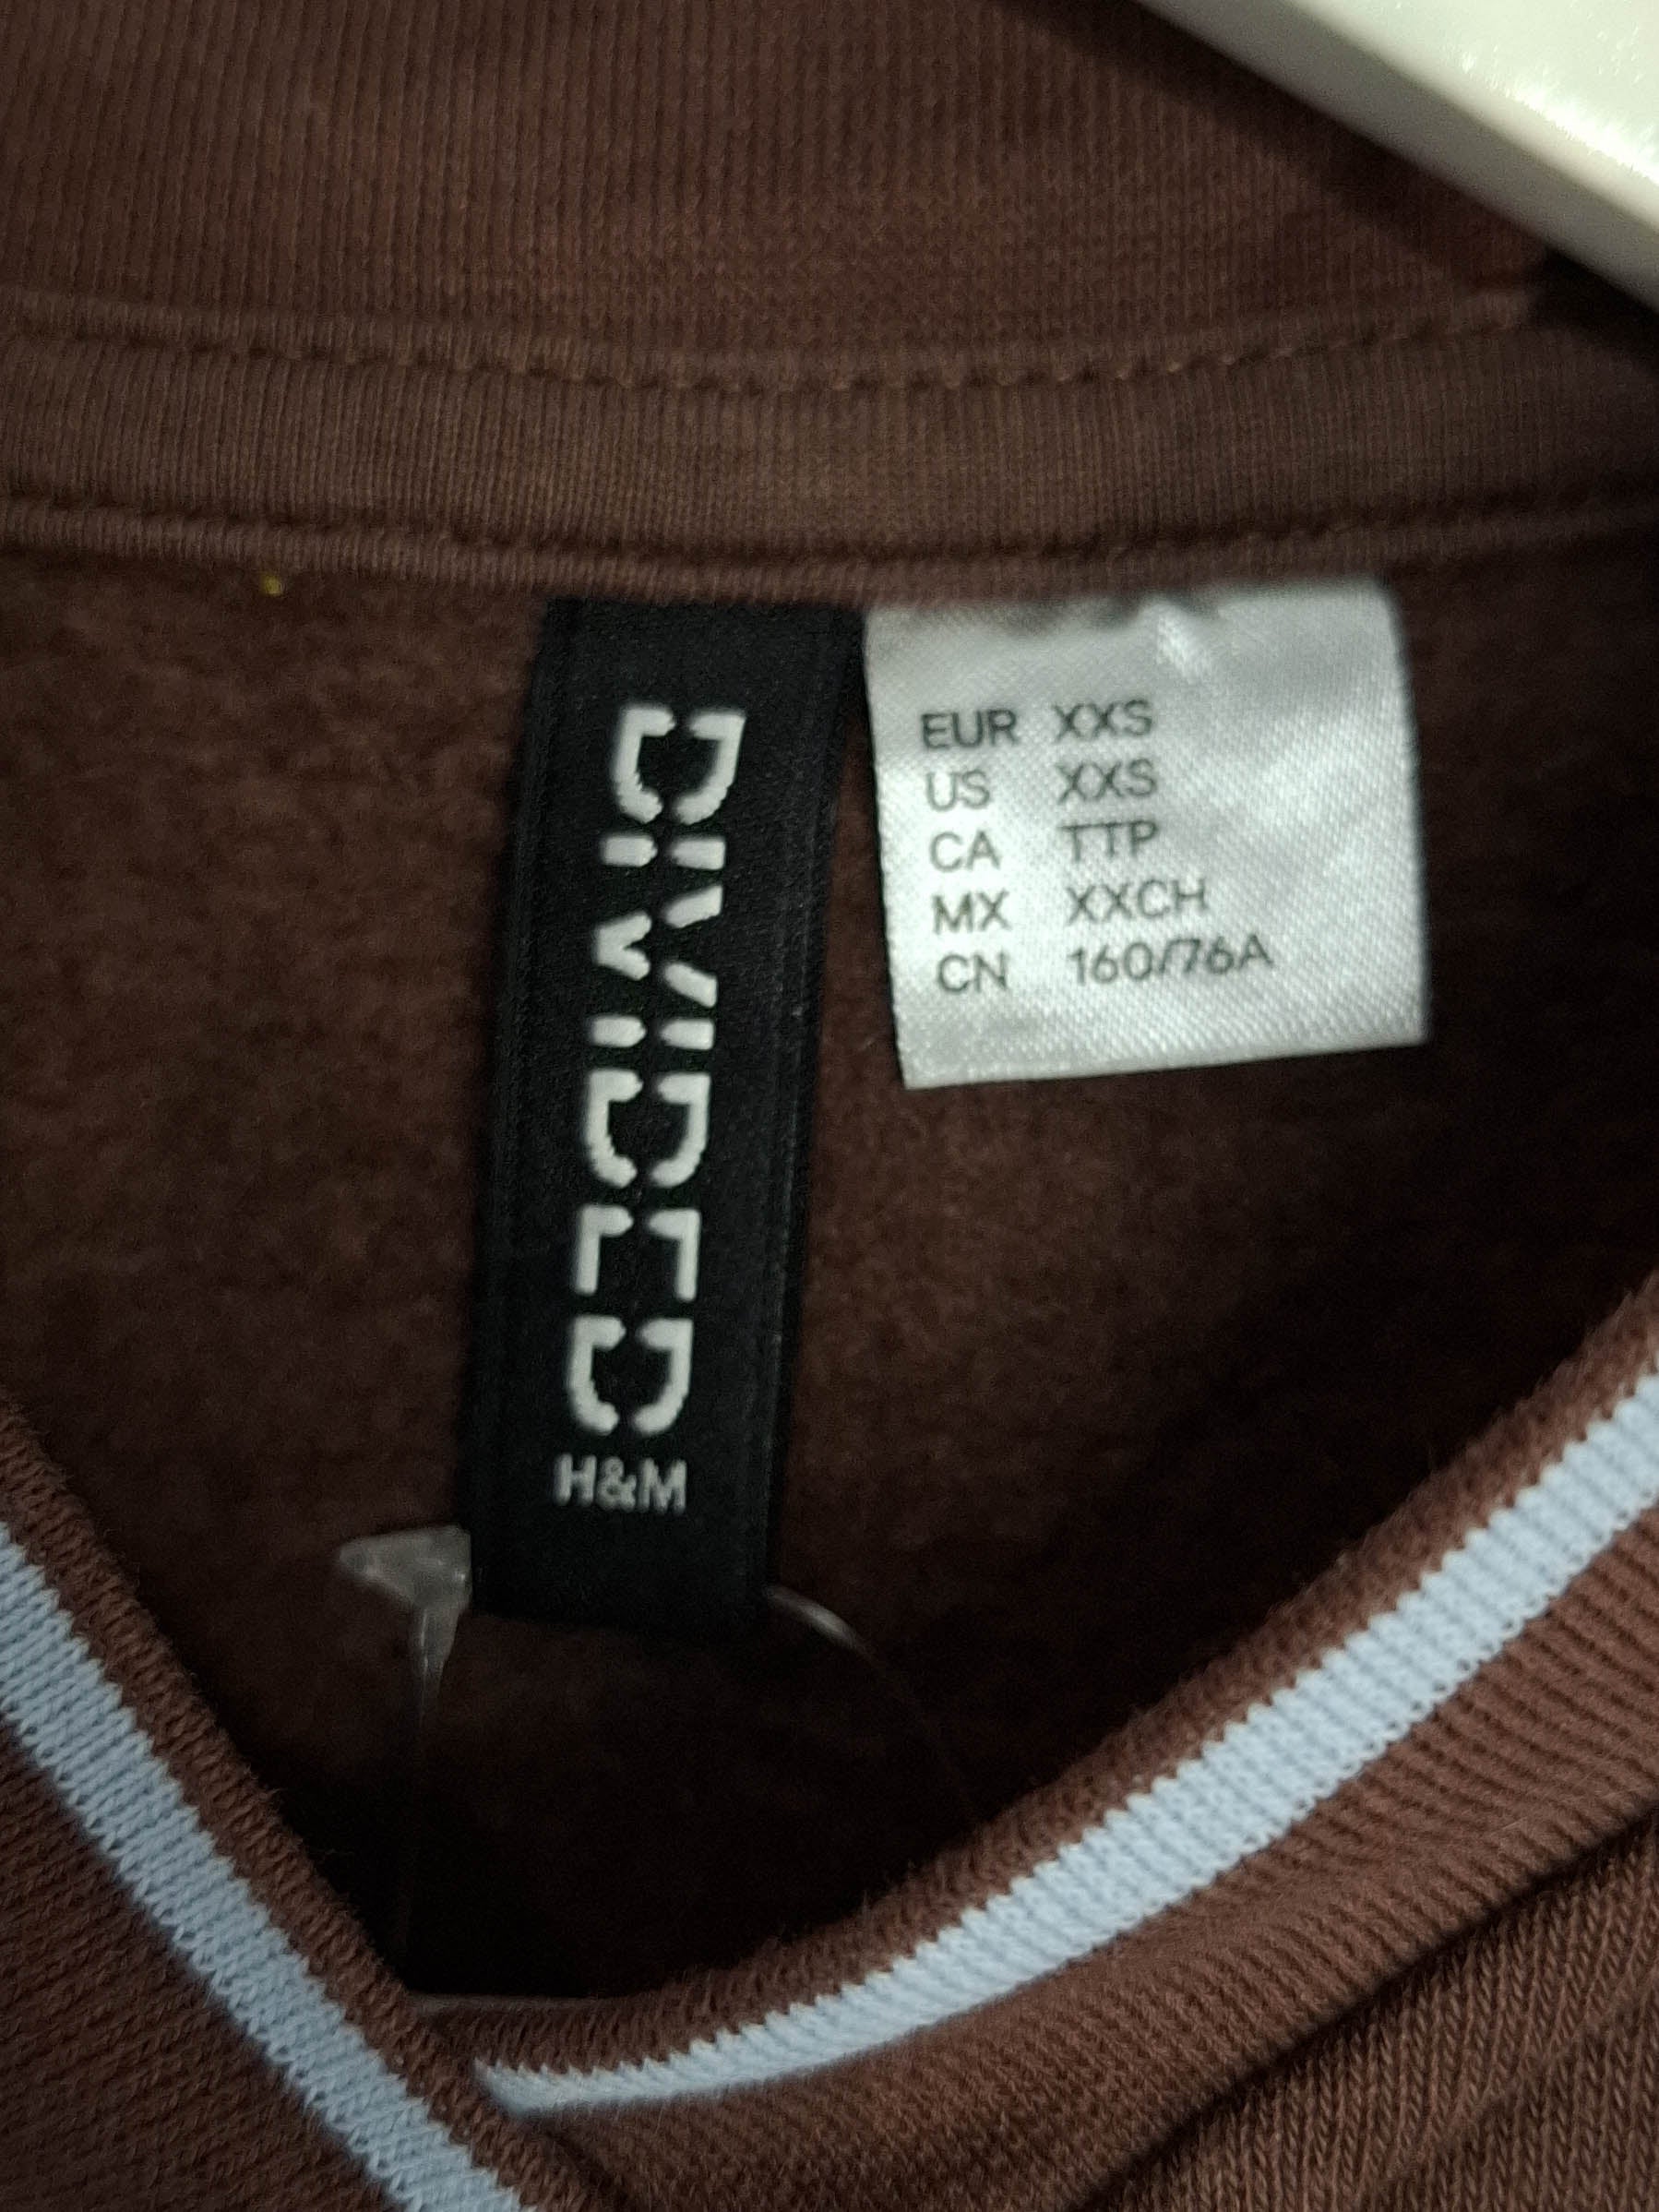 DIVIDED
H&M
EUR XXS
US XXS
CA TTP
MX XXCH
CN 160/76A